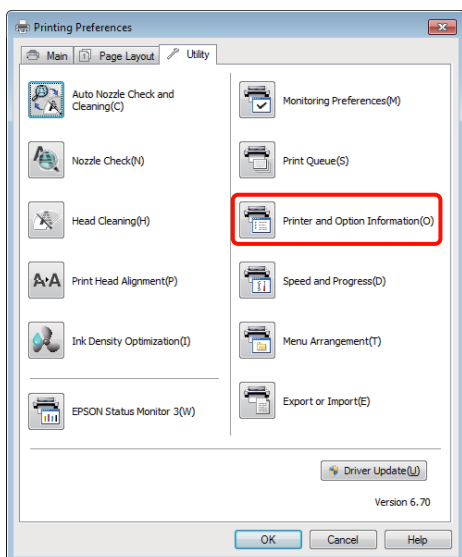 Printing Preferences
Main
Page Layout
Utility
Auto Nozzle Check and
Cleaning(C)
Nozzle Check(N)
Head Cleaning(H)
Print Head Alignment(P)
Ink Density Optimization(I)
EPSON Status Monitor 3(W)
Monitoring Preferences(M)
Print Queue(S)
Printer and Option Information(O)
Speed and Progress(D)
Menu Arrangement(T)
Export or Import(E)
Driver Update(U)
Version 6.70
OK
Cancel
Help